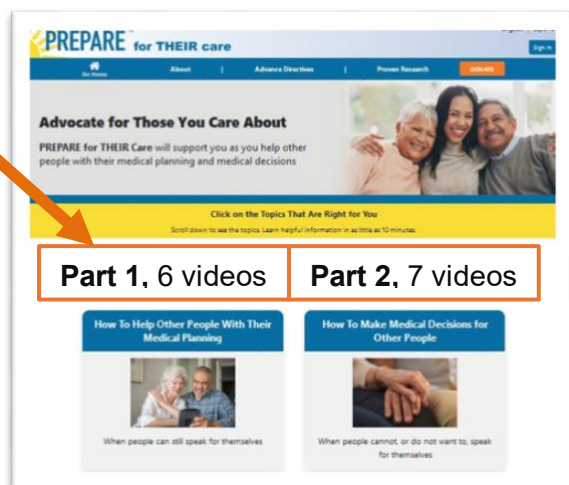 PREPARE™ for THEIR care
Sign In
Go Home
About | Advance Directives | Proven Research
DONATE
Advocate for Those You Care About
PREPARE for THEIR Care will support you as you help other
people with their medical planning and medical decisions
Click on the Topics That Are Right for You
Scroll down to see the topics. Learn helpful information in as little as 10 minutes.
Part 1, 6 videos
Part 2, 7 videos
How To Help Other People With Their
Medical Planning
When people can still speak for themselves
How To Make Medical Decisions for
Other People
When people cannot, or do not want to, speak
for themselves